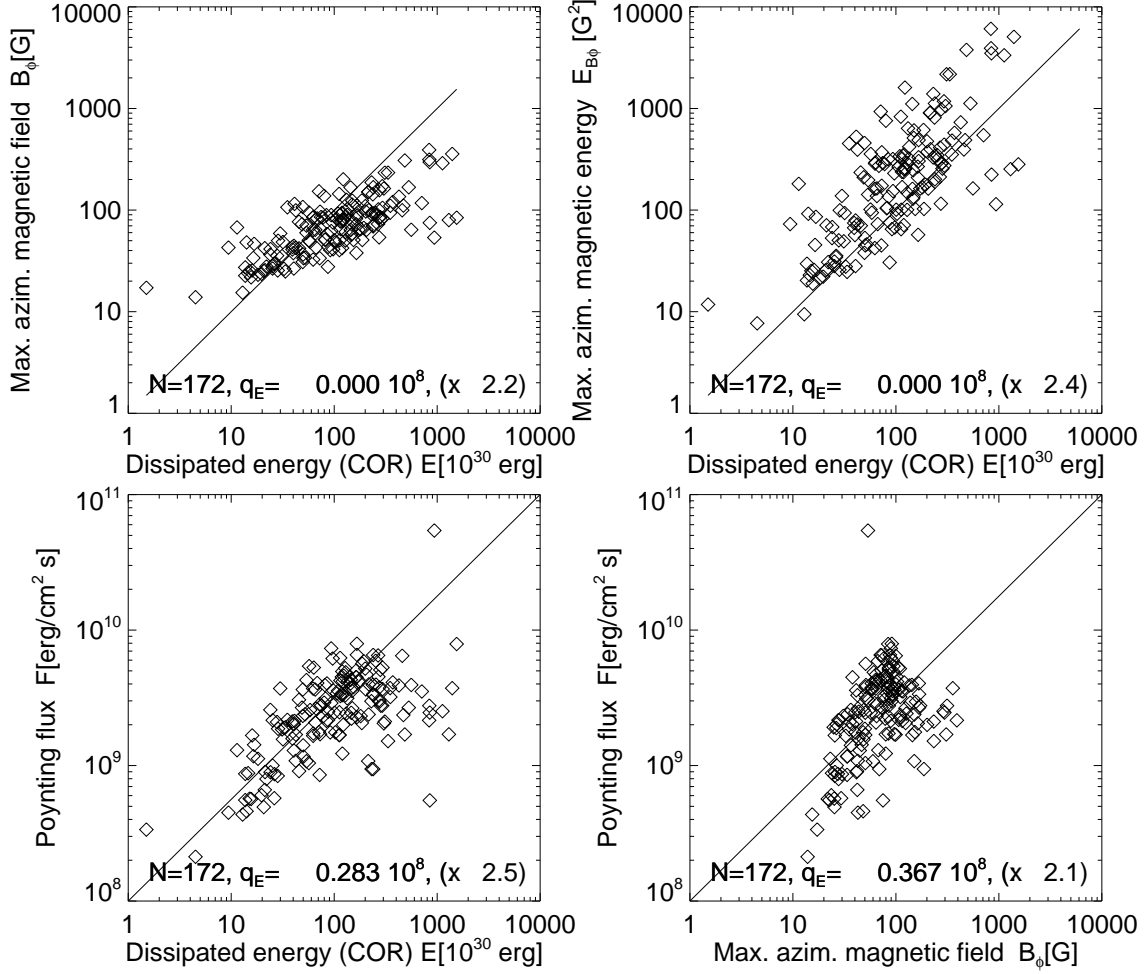 10000
1000
100
10
1
Max. azim. magnetic field B_ϕ[G]
N=172, q_E= 0.000 10^8, (x 2.2)
1 10 100 1000 10000
Dissipated energy (COR) E[10^30 erg]
10000
1000
100
10
1
Max. azim. magnetic energy E_Bϕ [G^2]
N=172, q_E= 0.000 10^8, (x 2.4)
1 10 100 1000 10000
Dissipated energy (COR) E[10^30 erg]
10^11
10^10
10^9
10^8
Poynting flux F[erg/cm^2 s]
N=172, q_E= 0.283 10^8, (x 2.5)
1 10 100 1000 10000
Dissipated energy (COR) E[10^30 erg]
10^11
10^10
10^9
10^8
Poynting flux F[erg/cm^2 s]
N=172, q_E= 0.367 10^8, (x 2.1)
1 10 100 1000 10000
Max. azim. magnetic field B_ϕ[G]